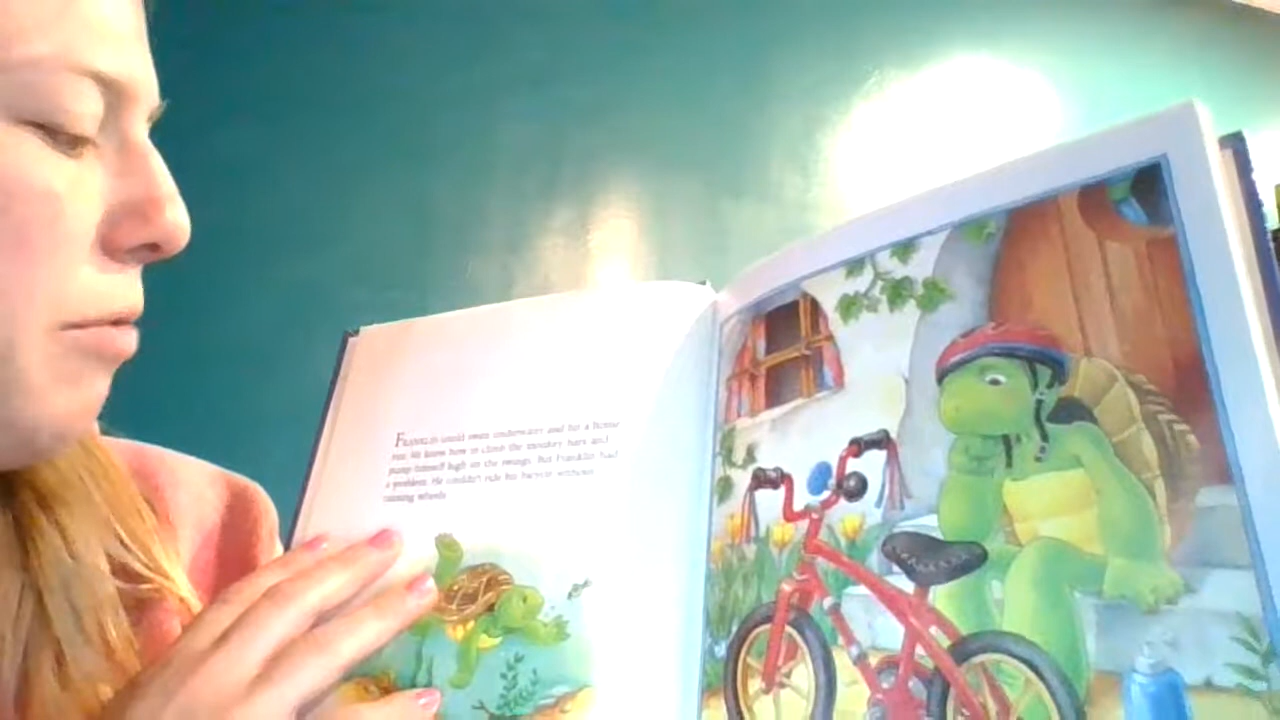 FRANKLIN could swim underwater and hit a home
run. He knew how to climb the monkey bars and
pump himself high on the swings. But Franklin had
a problem. He couldn't ride his bicycle without
training wheels.